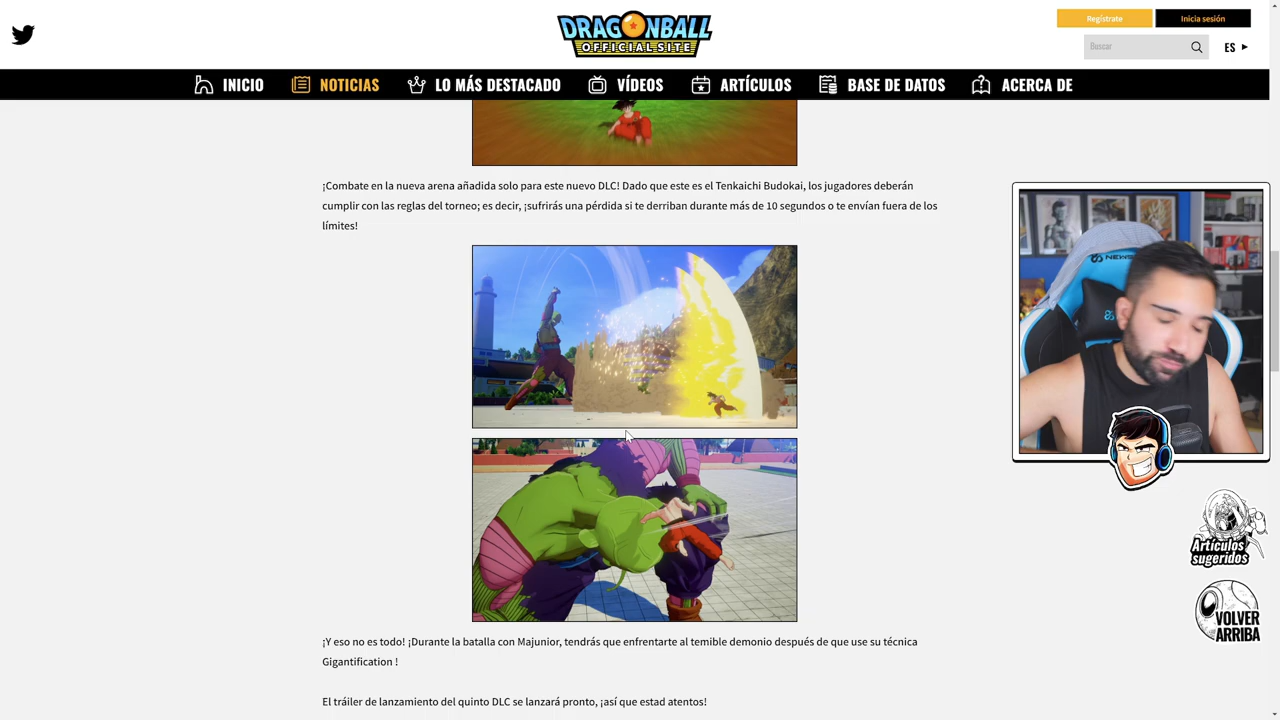 DRAGONBALL
OFFICIAL SITE
Regístrate
Inicia sesión
Buscar
ES
INICIO
NOTICIAS
LO MÁS DESTACADO
VÍDEOS
ARTÍCULOS
BASE DE DATOS
ACERCA DE
¡Combate en la nueva arena añadida solo para este nuevo DLC! Dado que este es el Tenkaichi Budokai, los jugadores deberán
cumplir con las reglas del torneo; es decir, ¡sufrirás una pérdida si te derriban durante más de 10 segundos o te envían fuera de los
límites!
¡Y eso no es todo! ¡Durante la batalla con Majunior, tendrás que enfrentarte al temible demonio después de que use su técnica
Gigantification !
El tráiler de lanzamiento del quinto DLC se lanzará pronto, ¡así que estad atentos!
Artículos
sugeridos
VOLVER
ARRIBA